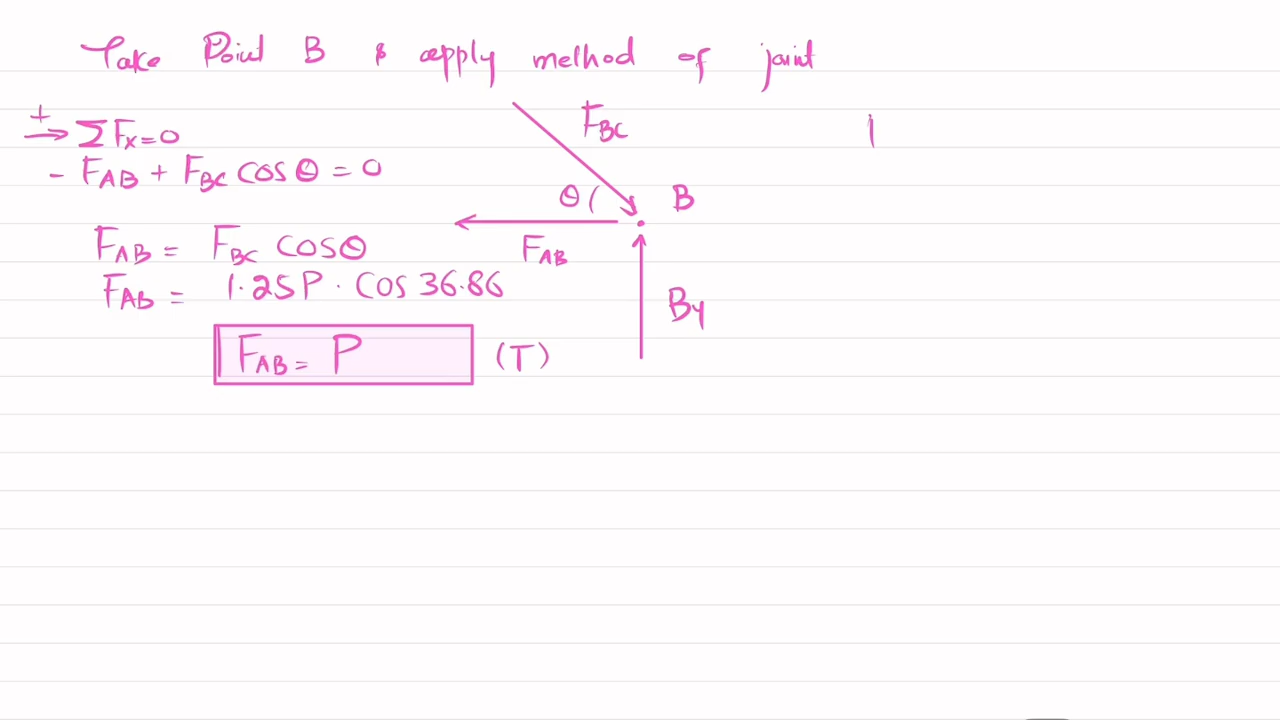 Take Point B & apply method of joint
+
→ ΣFx=0
- FAB + FBC cos θ = 0
FAB = FBC cosθ
FAB = 1.25P · cos 36.86
FAB = P (T)
FBC
θ
B
FAB
By